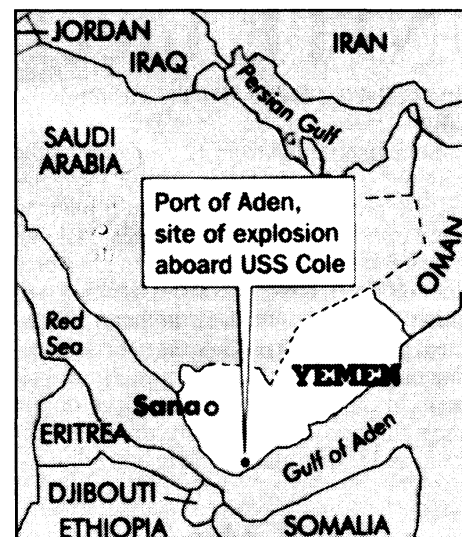 JORDAN
IRAQ
IRAN
Persian Gulf
SAUDI
ARABIA
Port of Aden,
site of explosion
aboard USS Cole
OMAN
Red
Sea
YEMEN
Sana
ERITREA
Gulf of Aden
DJIBOUTI
ETHIOPIA
SOMALIA